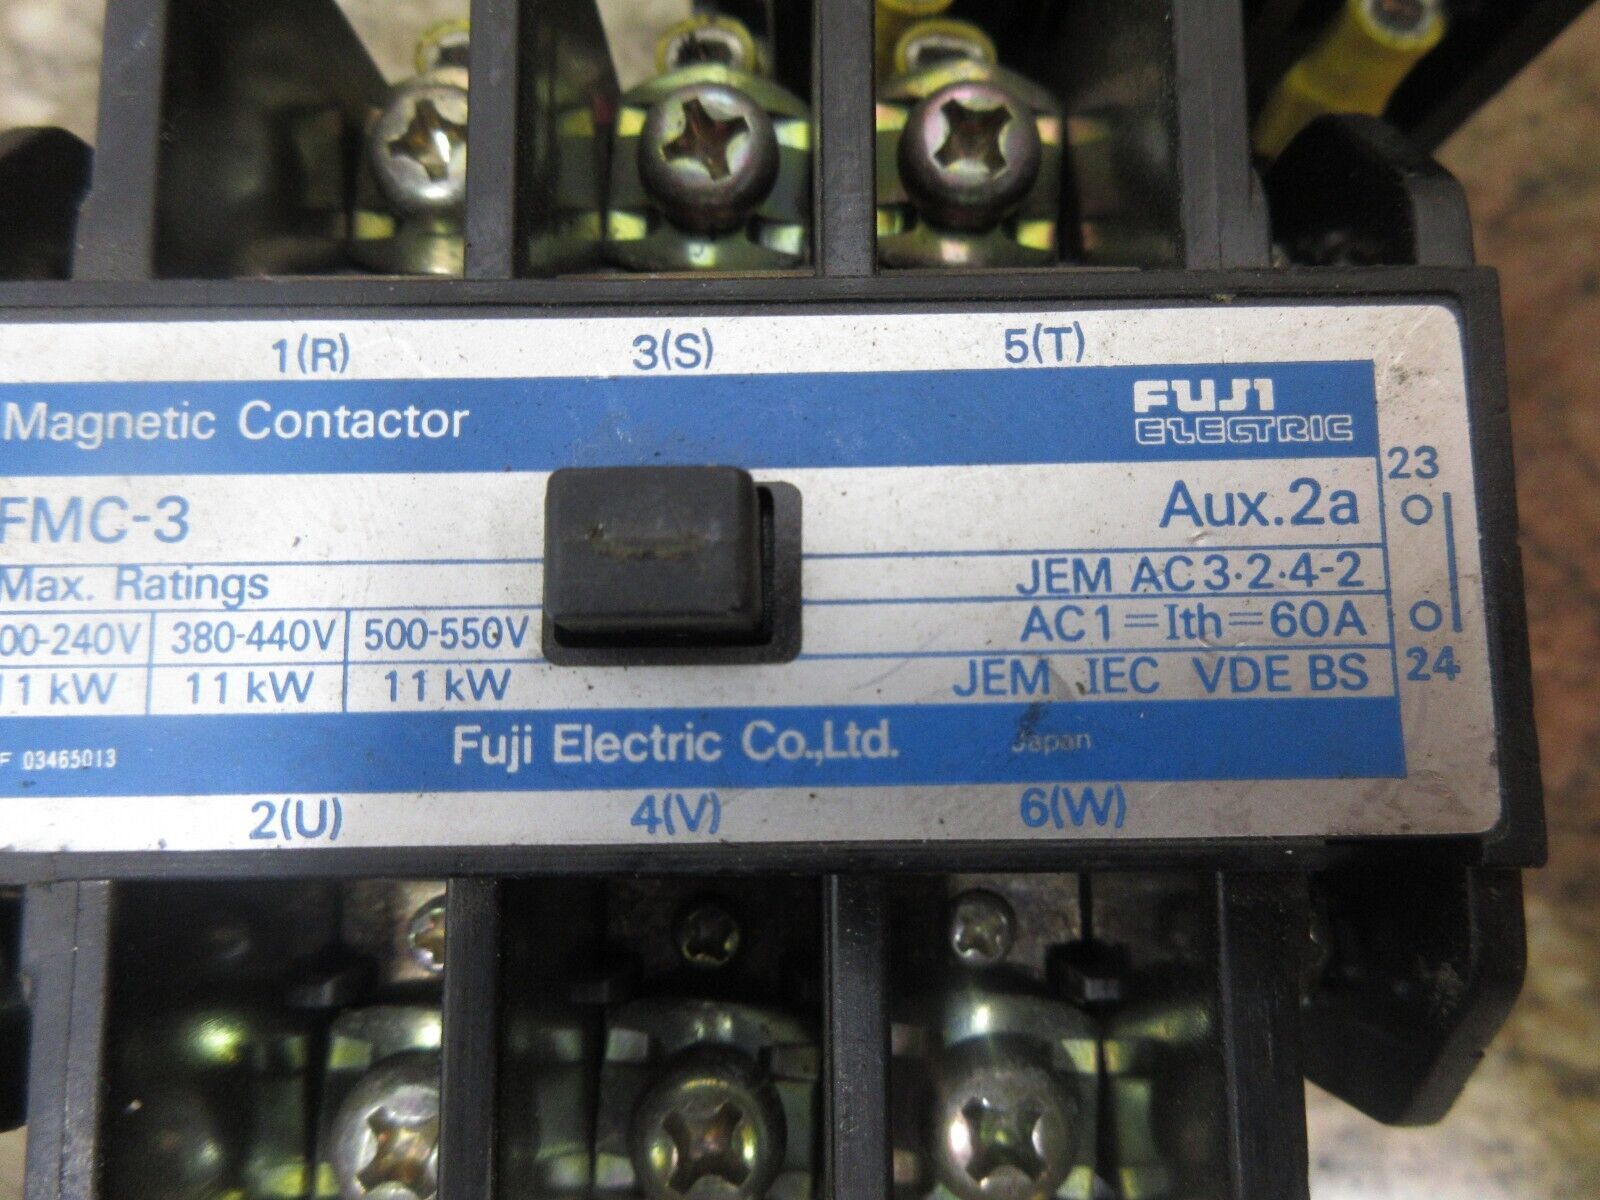 1(R) 3(S) 5(T)
Magnetic Contactor
FUJI
ELECTRIC
FMC-3
Aux.2a
23
Max. Ratings
JEM AC3·2·4-2
00-240V 380-440V 500-550V
AC1=Ith=60A
11 kW 11 kW 11 kW
JEM IEC VDE BS
24
03465013
Fuji Electric Co.,Ltd.
Japan
2(U) 4(V) 6(W)